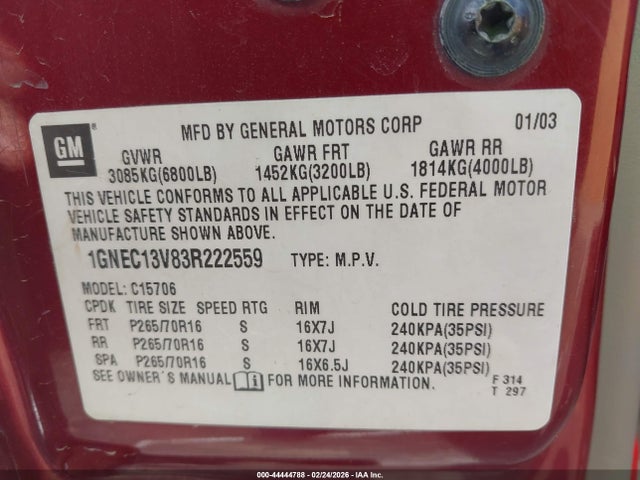 GM
MFD BY GENERAL MOTORS CORP 01/03
GVWR GAWR FRT GAWR RR
3085KG(6800LB) 1452KG(3200LB) 1814KG(4000LB)
THIS VEHICLE CONFORMS TO ALL APPLICABLE U.S. FEDERAL MOTOR
VEHICLE SAFETY STANDARDS IN EFFECT ON THE DATE OF
MANUFACTURE SHOWN ABOVE.
1GNEC13V83R222559 TYPE: M.P.V.
MODEL: C15706
CPDK TIRE SIZE SPEED RTG RIM COLD TIRE PRESSURE
FRT P265/70R16 S 16X7J 240KPA(35PSI)
RR P265/70R16 S 16X7J 240KPA(35PSI)
SPA P265/70R16 S 16X6.5J 240KPA(35PSI)
SEE OWNER'S MANUAL FOR MORE INFORMATION.
F 314
T 297
000-44444788 - 02/24/2026 - IAA Inc.